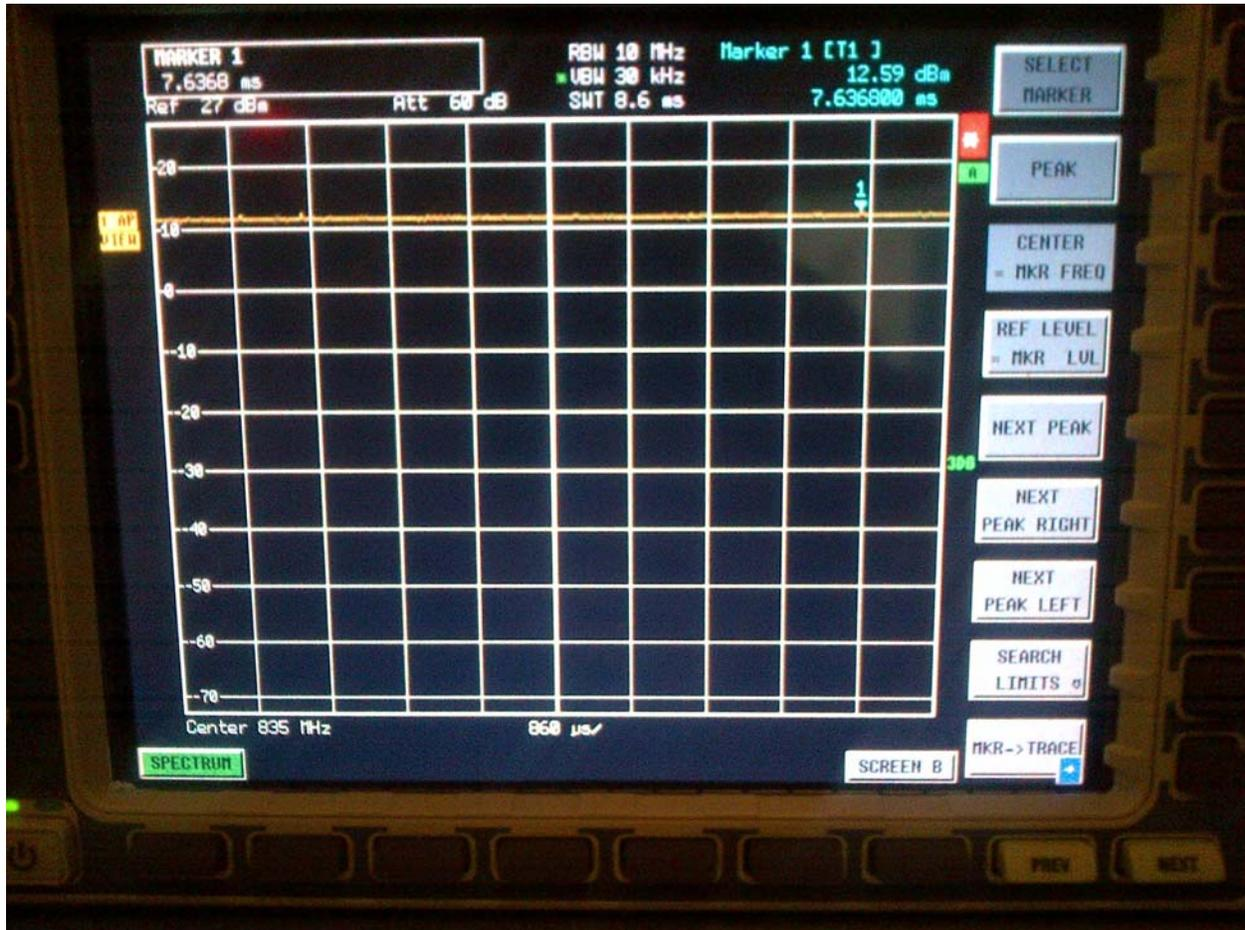 MARKER 1
7.6368 ms
Ref 27 dBm
Att 60 dB
RBW 10 MHz
VBW 30 kHz
SWT 8.6 ms
Marker 1 [T1 ]
12.59 dBm
7.636800 ms
20
10
0
-10
-20
-30
-40
-50
-60
-70
1
1 AP
VIEW
A
3DB
Center 835 MHz
860 µs/
SPECTRUM
SCREEN B
SELECT
MARKER
PEAK
CENTER
= MKR FREQ
REF LEVEL
= MKR LVL
NEXT PEAK
NEXT
PEAK RIGHT
NEXT
PEAK LEFT
SEARCH
LIMITS
MKR->TRACE
PREV
NEXT